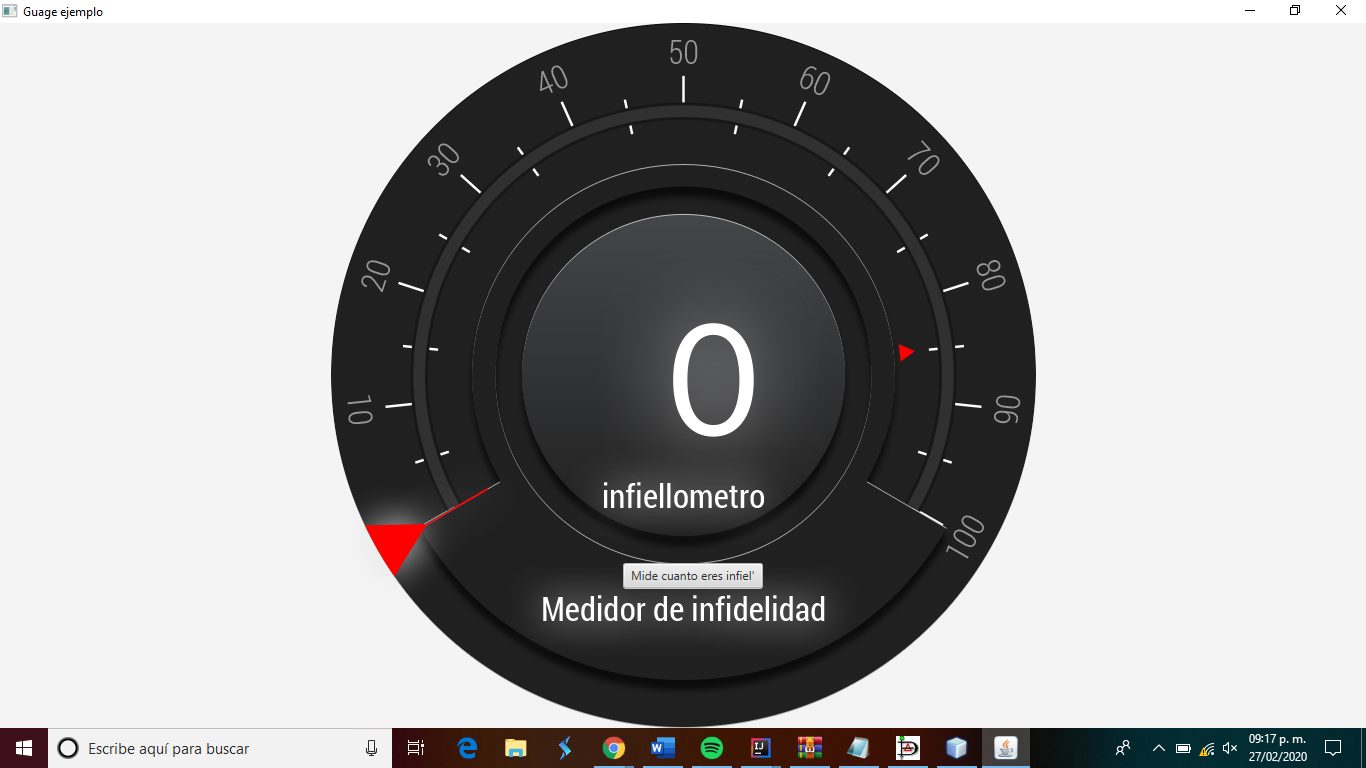 Guage ejemplo
50
40
60
30
70
20
80
10
90
100
0
infiellometro
Mide cuanto eres infiel'
Medidor de infidelidad
Escribe aquí para buscar
09:17 p. m.
27/02/2020